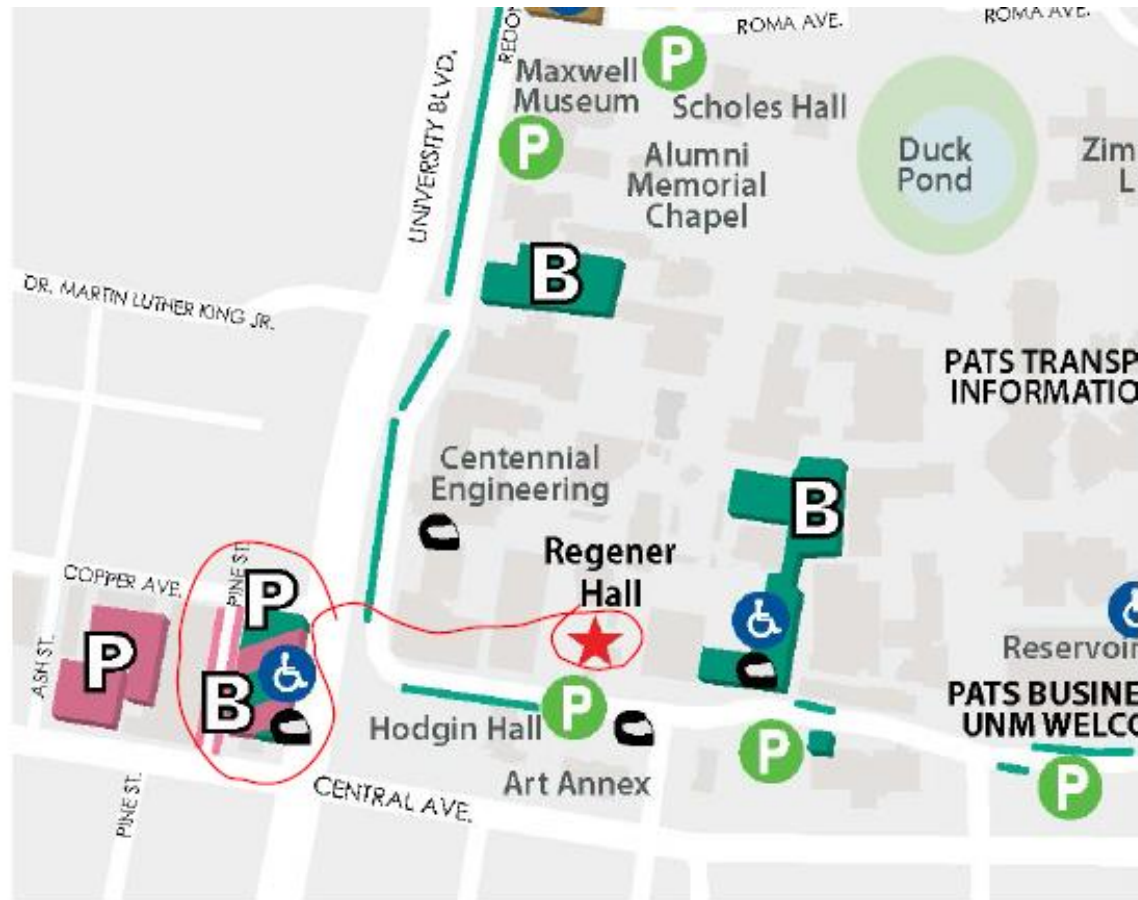 ROMA AVE.
ROMA AVE.
UNIVERSITY BLVD.
Maxwell
Museum
P
Scholes Hall
P
Alumni
Memorial
Chapel
Duck
Pond
B
DR. MARTIN LUTHER KING JR.
PATS TRANSP
INFORMATIO
Centennial
Engineering
B
Regener
Hall
COPPER AVE.
PINE ST.
P
P
B
ASH ST.
Reservoir
PATS BUSINE
UNM WELCO
Hodgin Hall
P
P
P
Art Annex
CENTRAL AVE.
PINE ST.